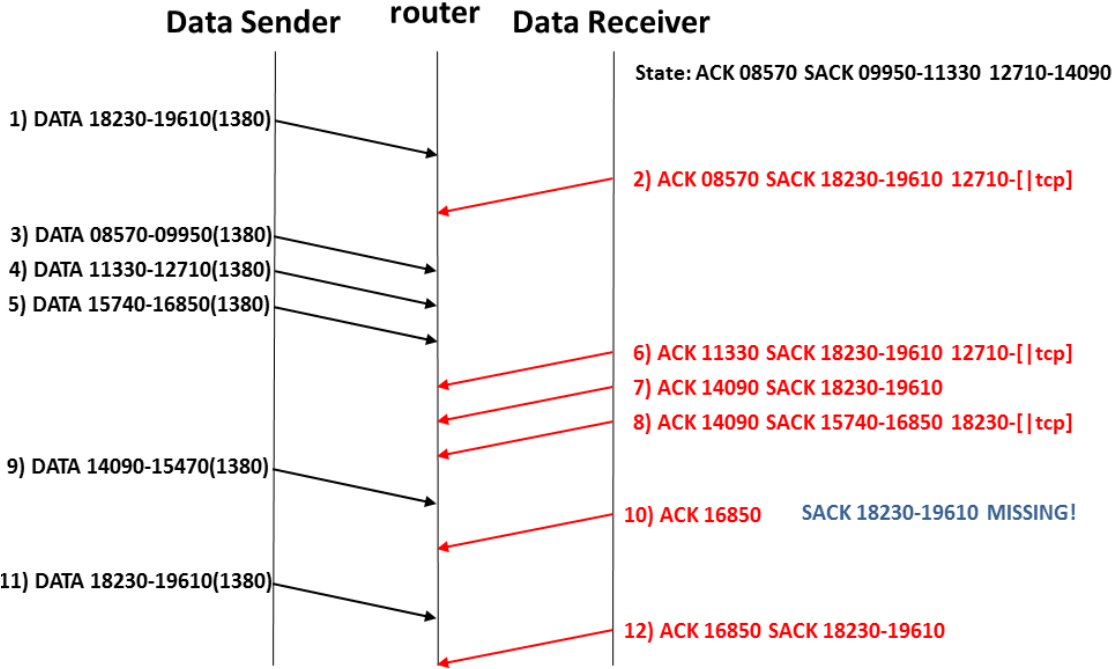 Data Sender
router
Data Receiver
State: ACK 08570 SACK 09950-11330 12710-14090
1) DATA 18230-19610(1380)
2) ACK 08570 SACK 18230-19610 12710-[|tcp]
3) DATA 08570-09950(1380)
4) DATA 11330-12710(1380)
5) DATA 15740-16850(1380)
6) ACK 11330 SACK 18230-19610 12710-[|tcp]
7) ACK 14090 SACK 18230-19610
8) ACK 14090 SACK 15740-16850 18230-[|tcp]
9) DATA 14090-15470(1380)
10) ACK 16850 SACK 18230-19610 MISSING!
11) DATA 18230-19610(1380)
12) ACK 16850 SACK 18230-19610